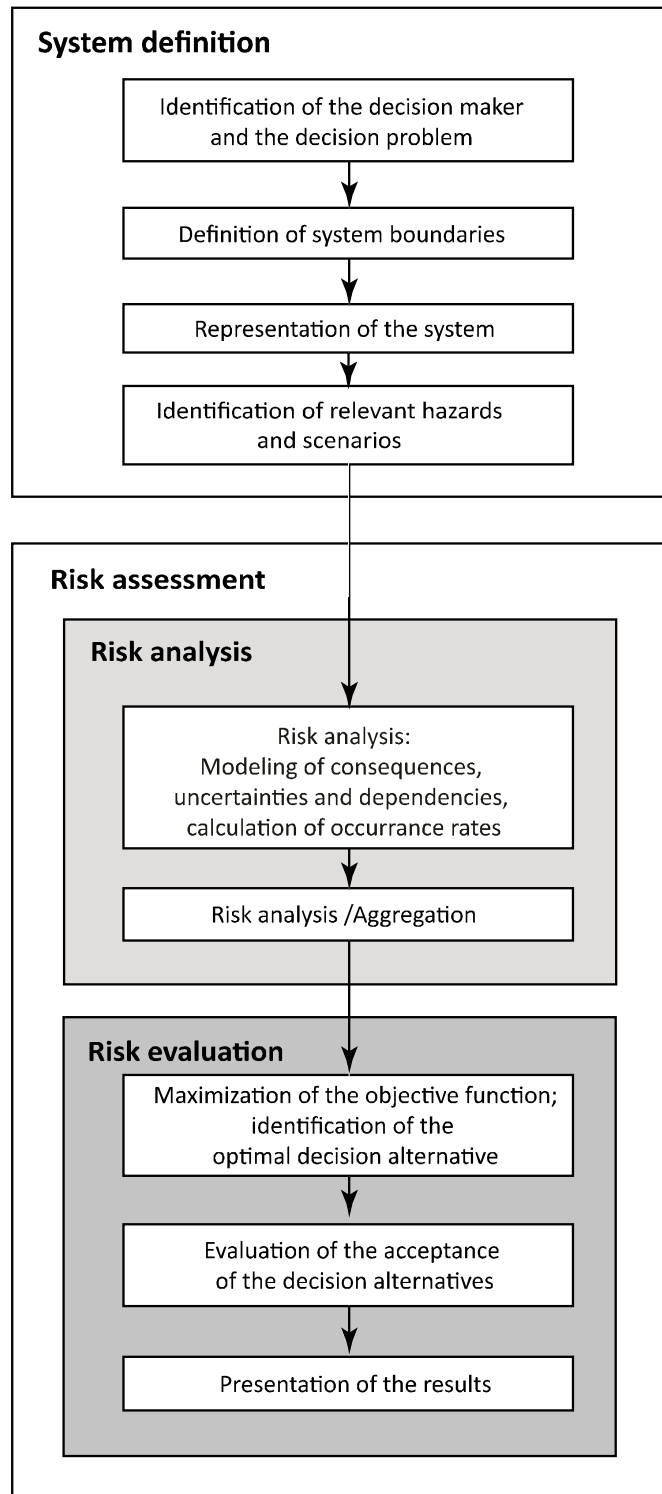 System definition
Identification of the decision maker
and the decision problem
Definition of system boundaries
Representation of the system
Identification of relevant hazards
and scenarios
Risk assessment
Risk analysis
Risk analysis:
Modeling of consequences,
uncertainties and dependencies,
calculation of occurrance rates
Risk analysis /Aggregation
Risk evaluation
Maximization of the objective function;
identification of the
optimal decision alternative
Evaluation of the acceptance
of the decision alternatives
Presentation of the results